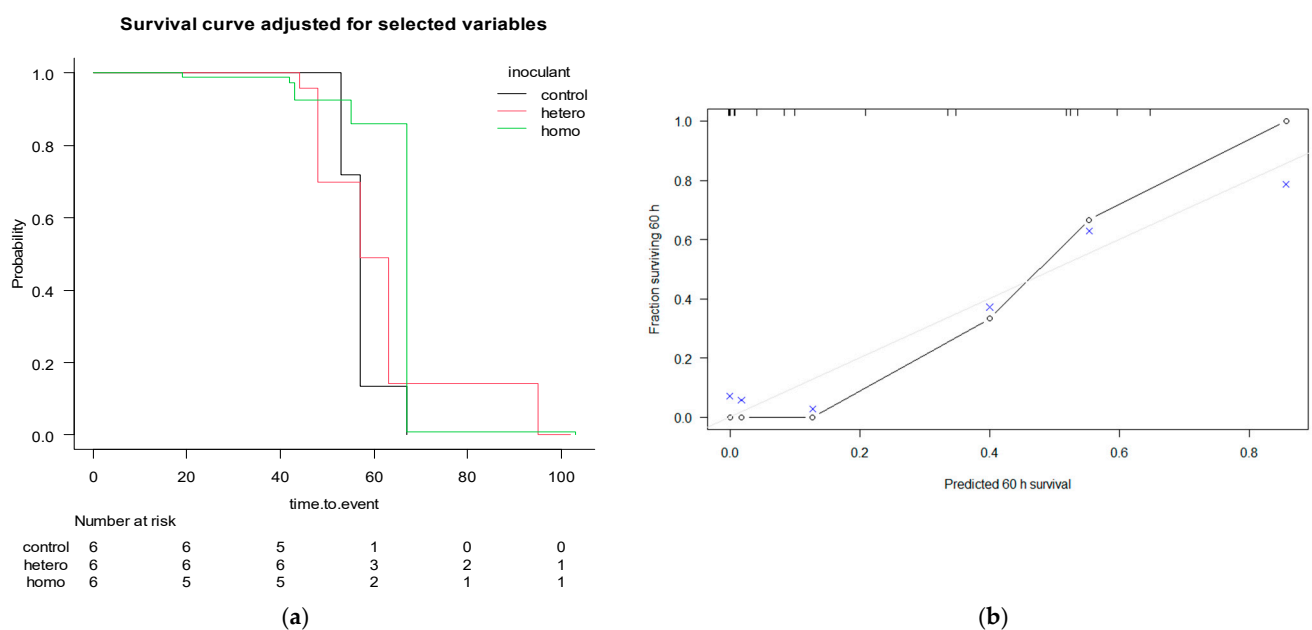 Survival curve adjusted for selected variables
inoculant
control
hetero
homo
1.0
0.8
0.6
0.4
0.2
0.0
Probability
0 20 40 60 80 100
time.to.event
Number at risk
control 6 6 5 1 0 0
hetero 6 6 6 3 2 1
homo 6 5 5 2 1 1
(a)
1.0
0.8
0.6
0.4
0.2
0.0
Fraction surviving 60 h
0.0 0.2 0.4 0.6 0.8
Predicted 60 h survival
(b)